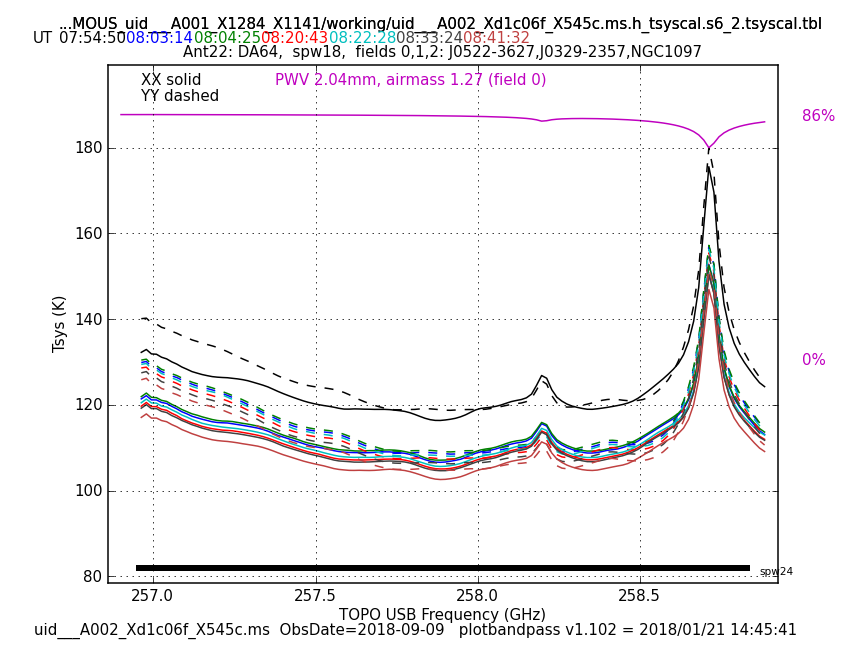 ...MOUS_uid___A001_X1284_X1141/working/uid___A002_Xd1c06f_X545c.ms.h_tsyscal.s6_2.tsyscal.tbl
UT 07:54:50 08:03:14 08:04:25 08:20:43 08:22:28 08:33:24 08:41:32
Ant22: DA64, spw18, fields 0,1,2: J0522-3627,J0329-2357,NGC1097
XX solid
PWV 2.04mm, airmass 1.27 (field 0)
YY dashed
86%
180
160
140
0%
120
100
80
Tsys (K)
spw24
257.0 257.5 258.0 258.5
TOPO USB Frequency (GHz)
uid___A002_Xd1c06f_X545c.ms ObsDate=2018-09-09 plotbandpass v1.102 = 2018/01/21 14:45:41